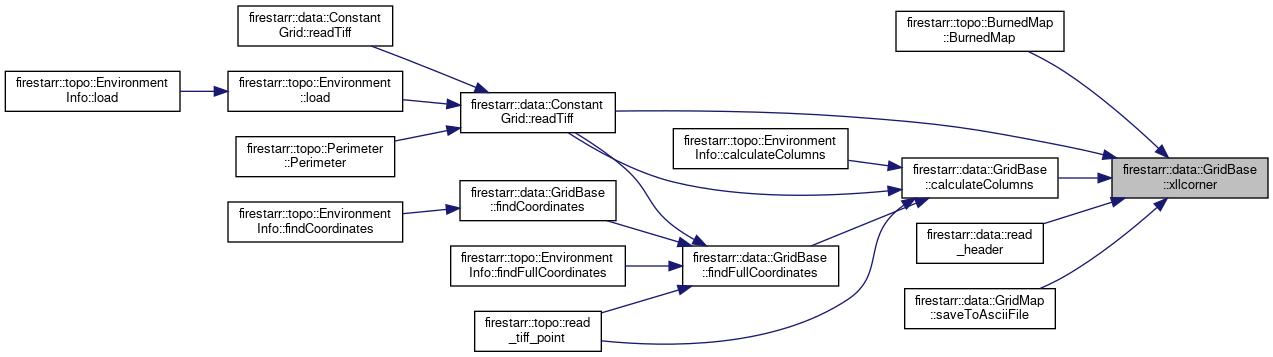 firestarr::data::Constant
Grid::readTiff
firestarr::topo::BurnedMap
::BurnedMap
firestarr::topo::Environment
Info::load
firestarr::topo::Environment
::load
firestarr::data::Constant
Grid::readTiff
firestarr::topo::Perimeter
::Perimeter
firestarr::topo::Environment
Info::calculateColumns
firestarr::data::GridBase
::calculateColumns
firestarr::data::GridBase
::xllcorner
firestarr::topo::Environment
Info::findCoordinates
firestarr::data::GridBase
::findCoordinates
firestarr::topo::Environment
Info::findFullCoordinates
firestarr::data::GridBase
::findFullCoordinates
firestarr::data::read
_header
firestarr::data::GridMap
::saveToAsciiFile
firestarr::topo::read
_tiff_point